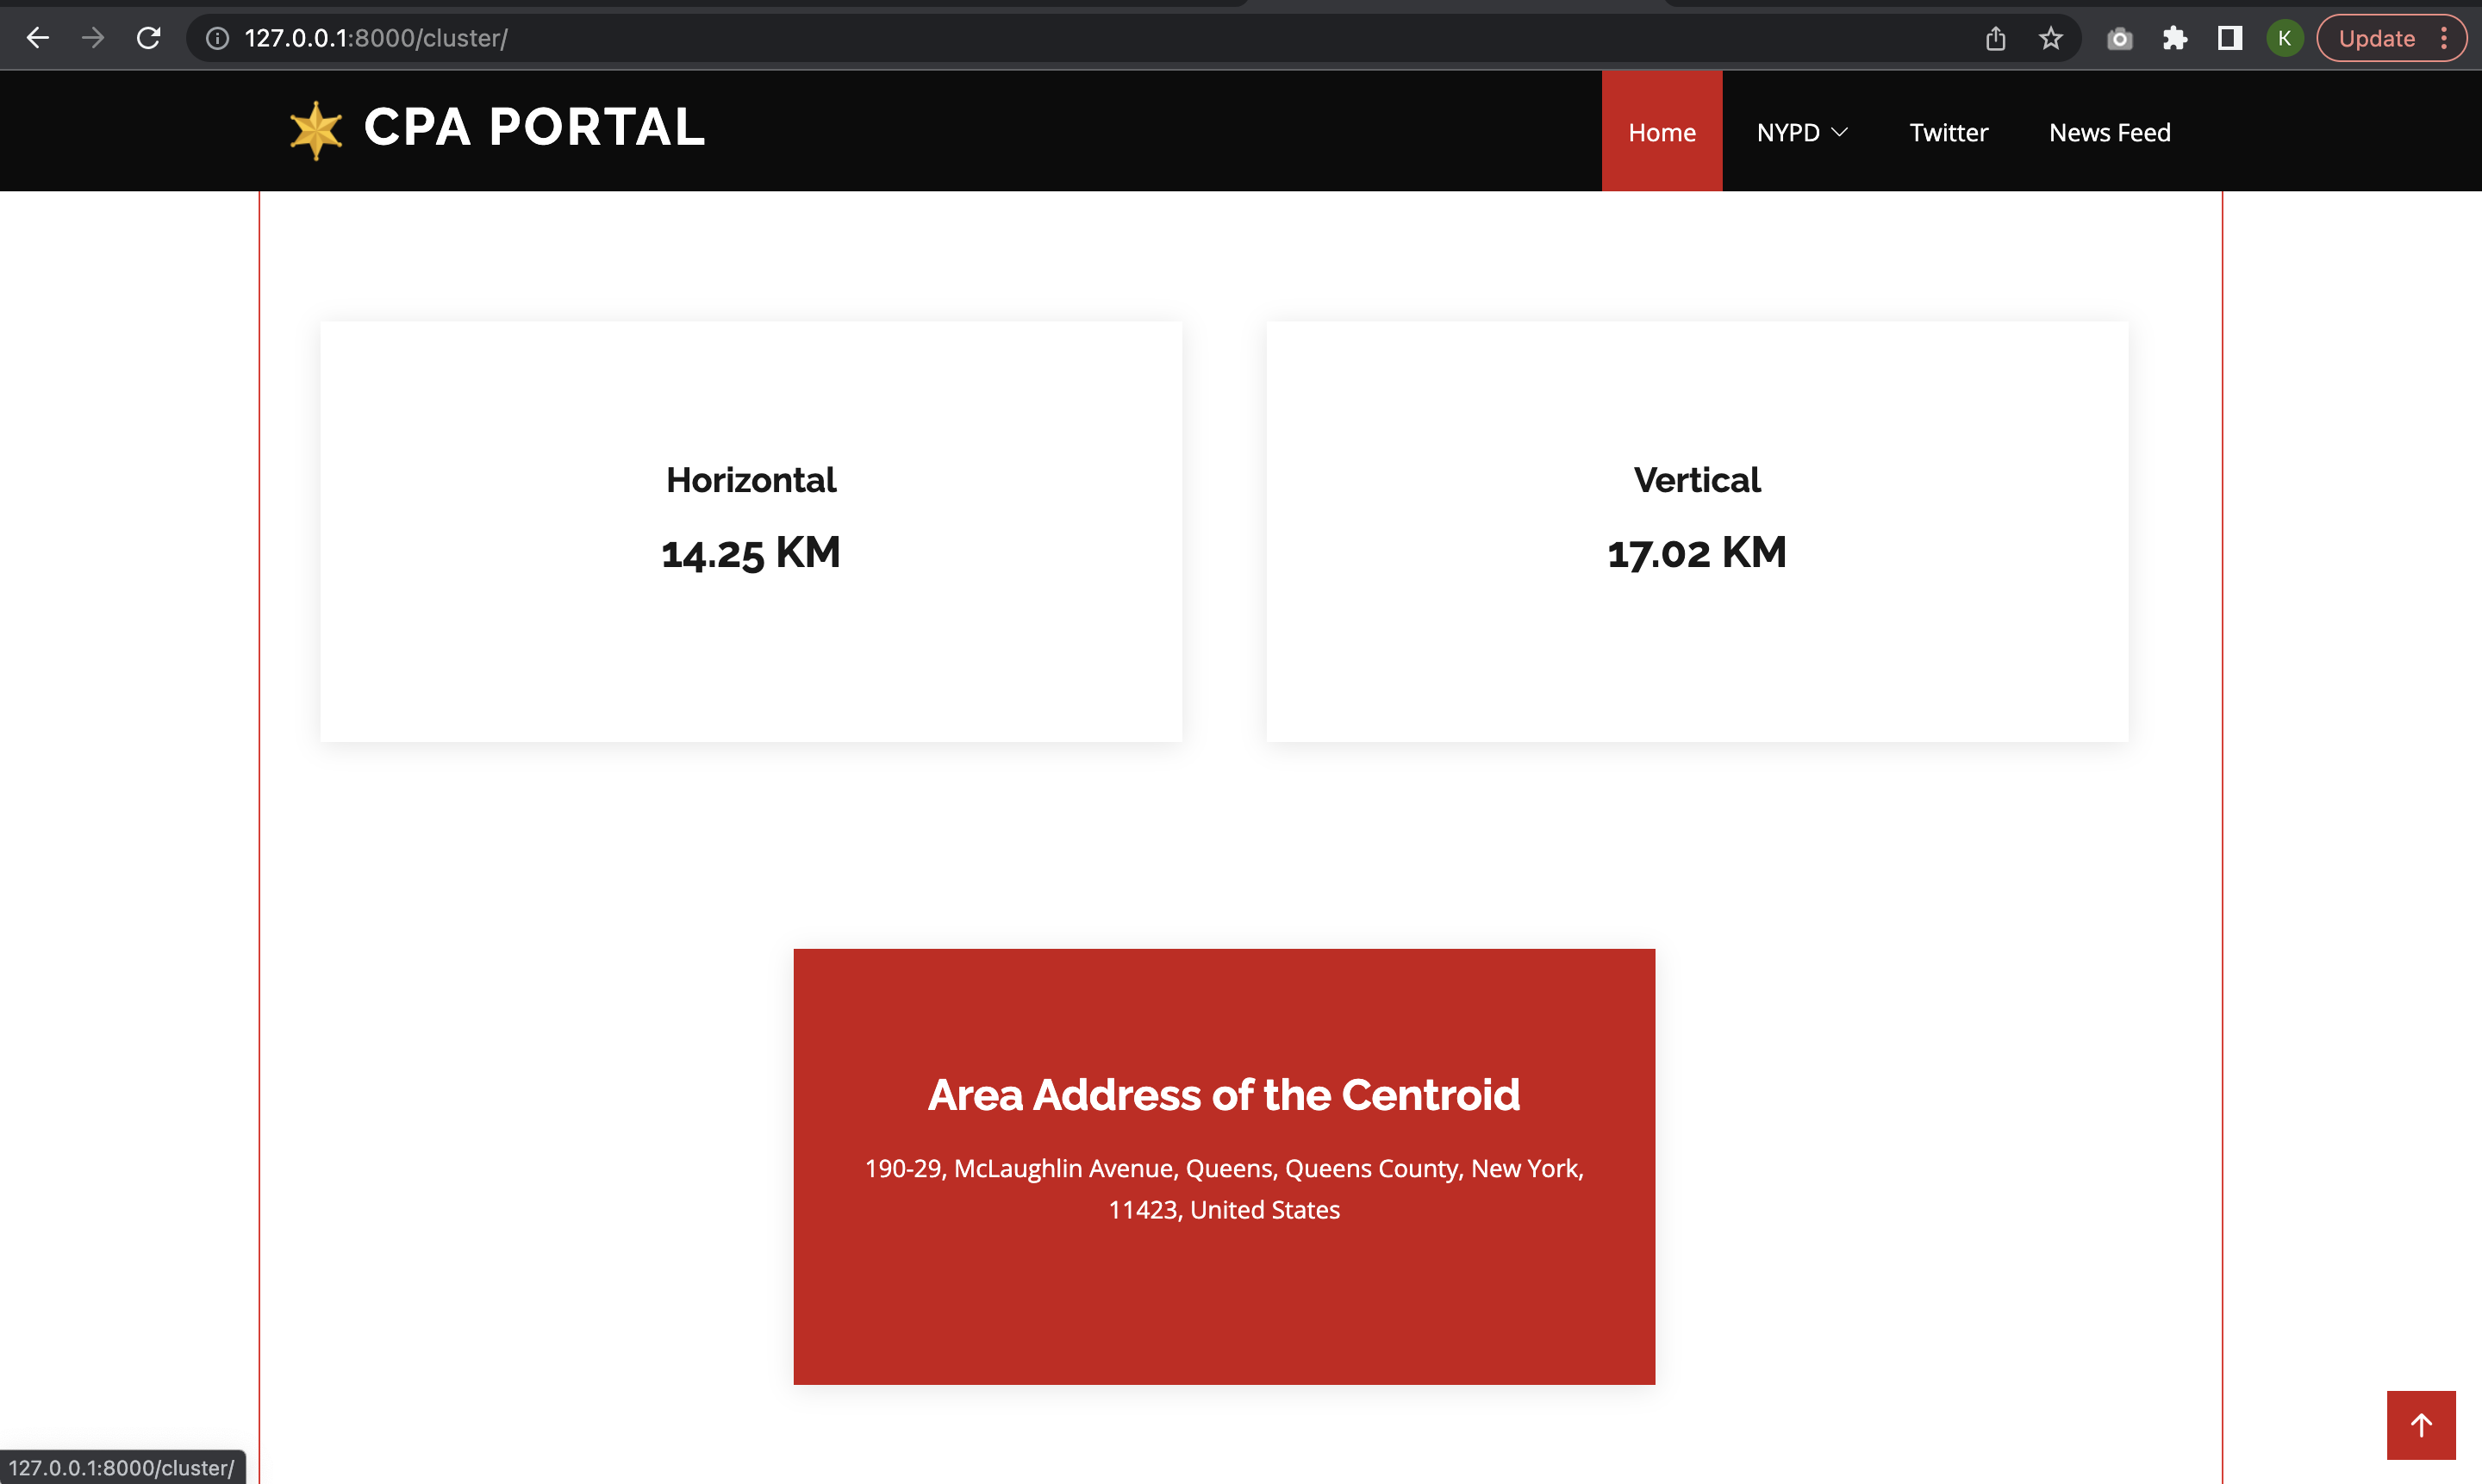 127.0.0.1:8000/cluster/
K
Update
CPA PORTAL
Home
NYPD
Twitter
News Feed
Horizontal
14.25 KM
Vertical
17.02 KM
Area Address of the Centroid
190-29, McLaughlin Avenue, Queens, Queens County, New York,
11423, United States
127.0.0.1:8000/cluster/